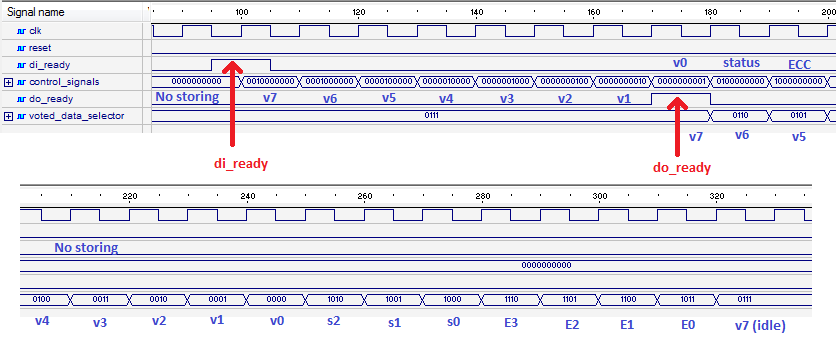 Signal name 100 120 140 160 180 200
clk
reset
di_ready v0 status ECC
control_signals 0000000000 0010000000 0001000000 0000100000 0000010000 0000001000 0000000100 0000000010 0000000001 0100000000 1000000000
do_ready No storing v7 v6 v5 v4 v3 v2 v1
voted_data_selector 0111 0110 0101
v7 v6 v5
di_ready do_ready
220 240 260 280 300 320
No storing
0000000000
0100 0011 0010 0001 0000 1010 1001 1000 1110 1101 1100 1011 0111
v4 v3 v2 v1 v0 s2 s1 s0 E3 E2 E1 E0 v7 (idle)